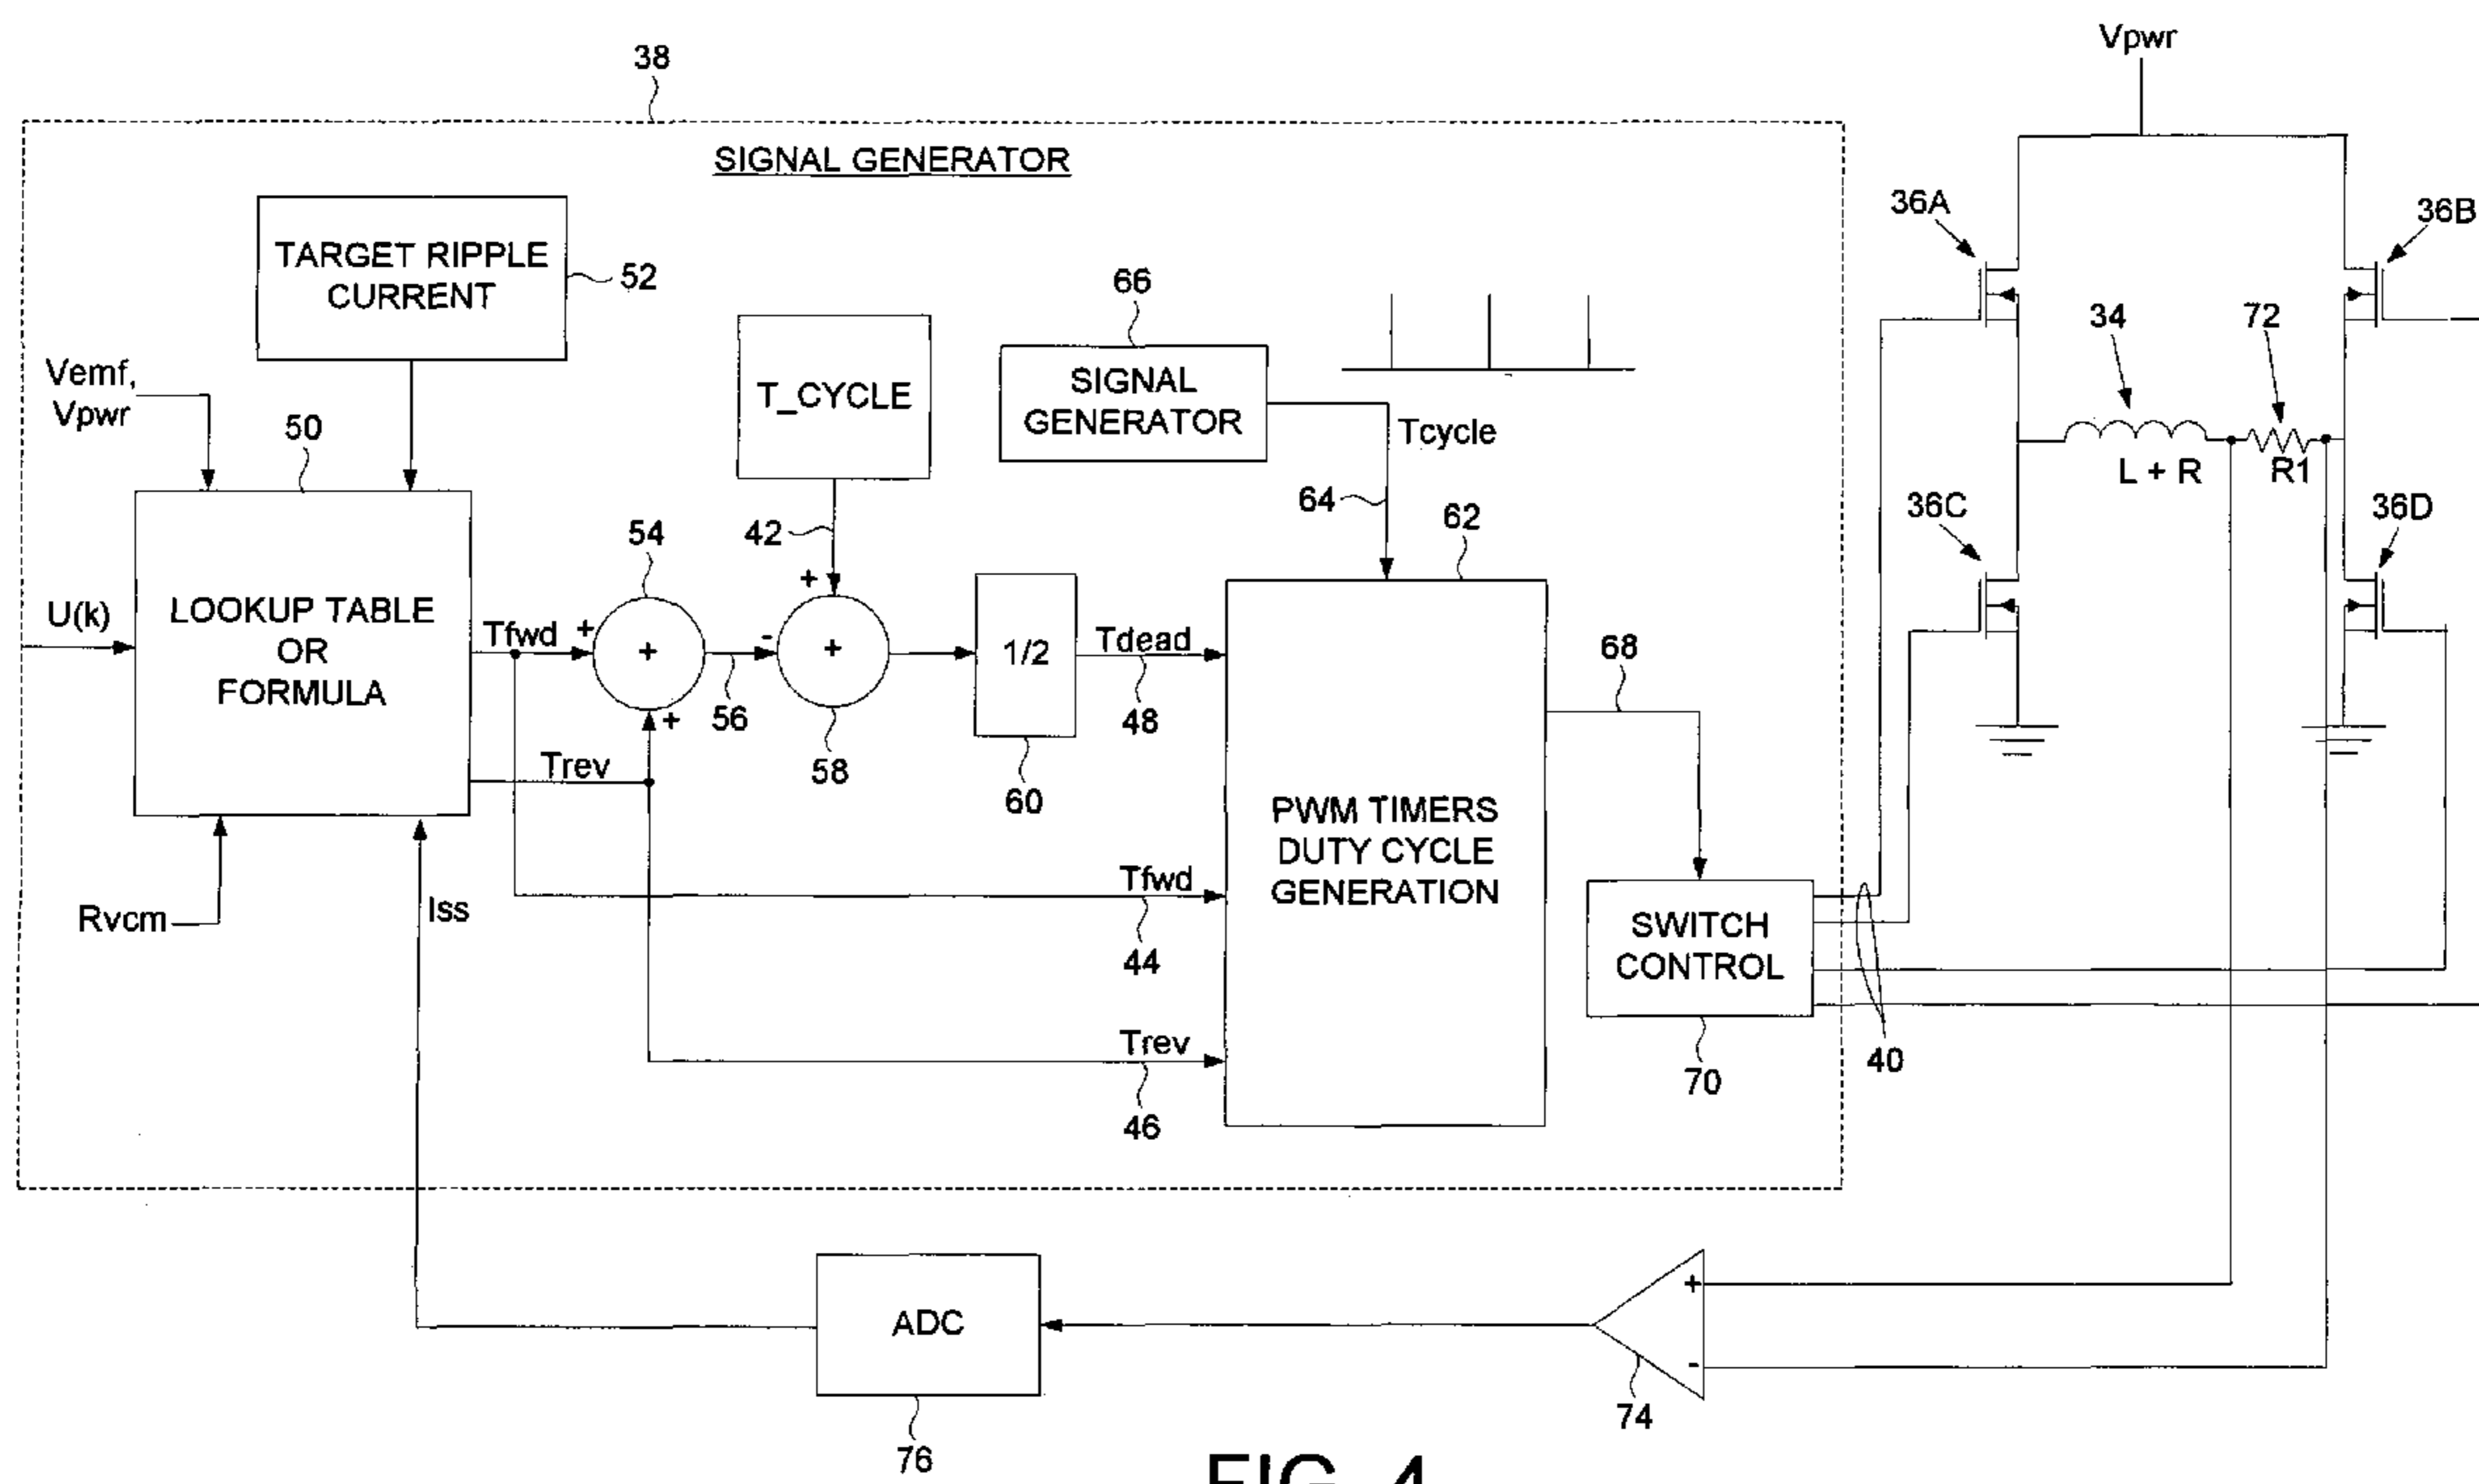 38
Vpwr
SIGNAL GENERATOR
36A
36B
TARGET RIPPLE
CURRENT
52
66
34
72
Vemf,
Vpwr
T_CYCLE
SIGNAL
GENERATOR
Tcycle
50
L + R
R1
42
64
62
36C
36D
54
+
U(k)
LOOKUP TABLE
OR
FORMULA
Tfwd
+
+
-
+
1/2
Tdead
68
+
56
48
Trev
58
60
PWM TIMERS
DUTY CYCLE
GENERATION
Tfwd
Rvcm
Iss
44
SWITCH
CONTROL
Trev
40
70
46
+
ADC
-
74
76
FIG. 4